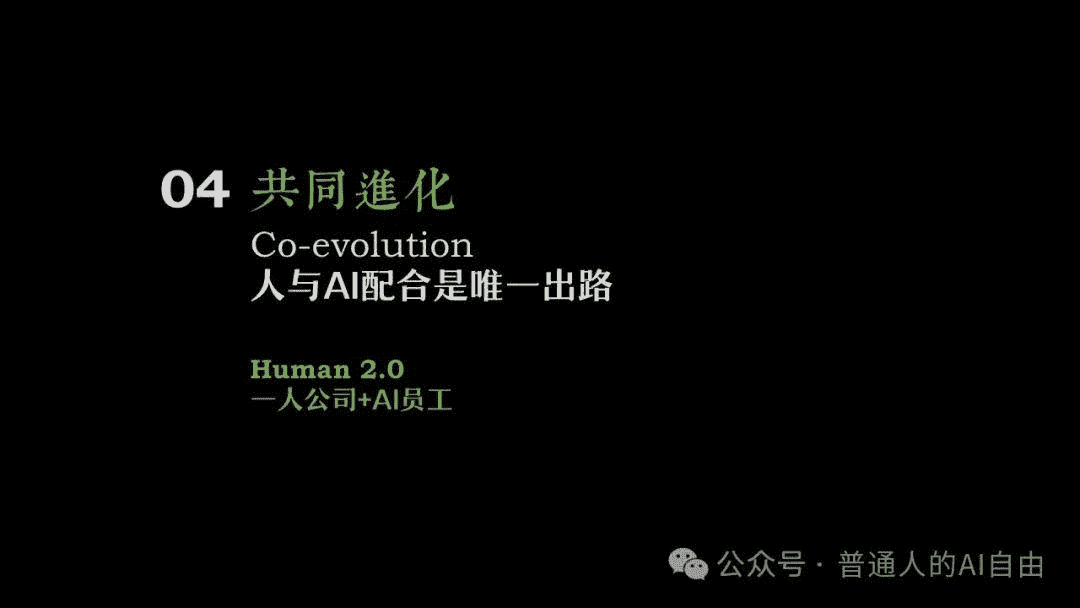 04 共同進化
Co-evolution
人与AI配合是唯一出路
Human 2.0
一人公司+AI员工
公众号·普通人的AI自由